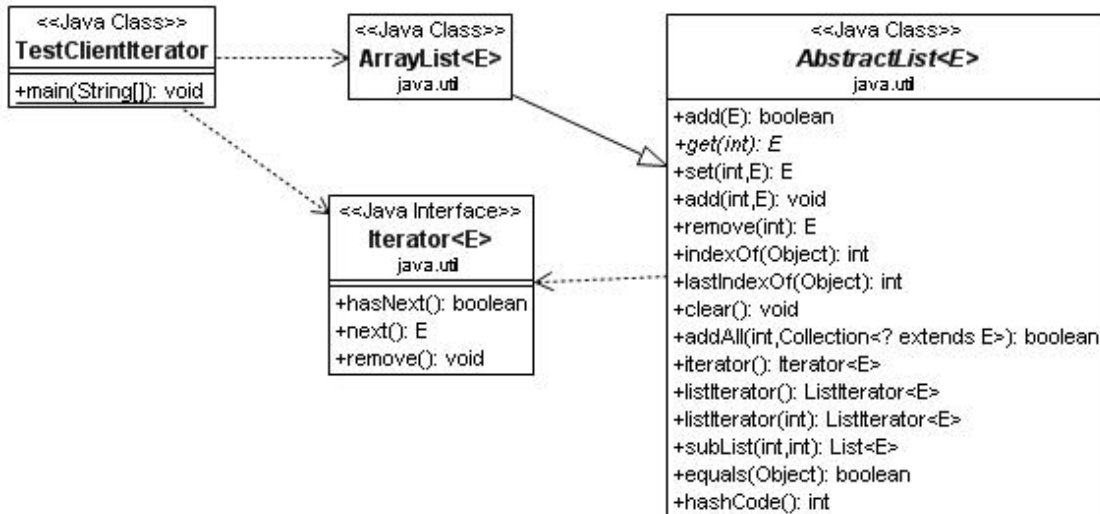 <<Java Class>>
TestClientIterator
+main(String[]): void
<<Java Class>>
ArrayList<E>
java.util
<<Java Interface>>
Iterator<E>
java.util
+hasNext(): boolean
+next(): E
+remove(): void
<<Java Class>>
AbstractList<E>
java.util
+add(E): boolean
+get(int): E
+set(int,E): E
+add(int,E): void
+remove(int): E
+indexOf(Object): int
+lastIndexOf(Object): int
+clear(): void
+addAll(int,Collection<? extends E>): boolean
+iterator(): Iterator<E>
+listIterator(): ListIterator<E>
+listIterator(int): ListIterator<E>
+subList(int,int): List<E>
+equals(Object): boolean
+hashCode(): int